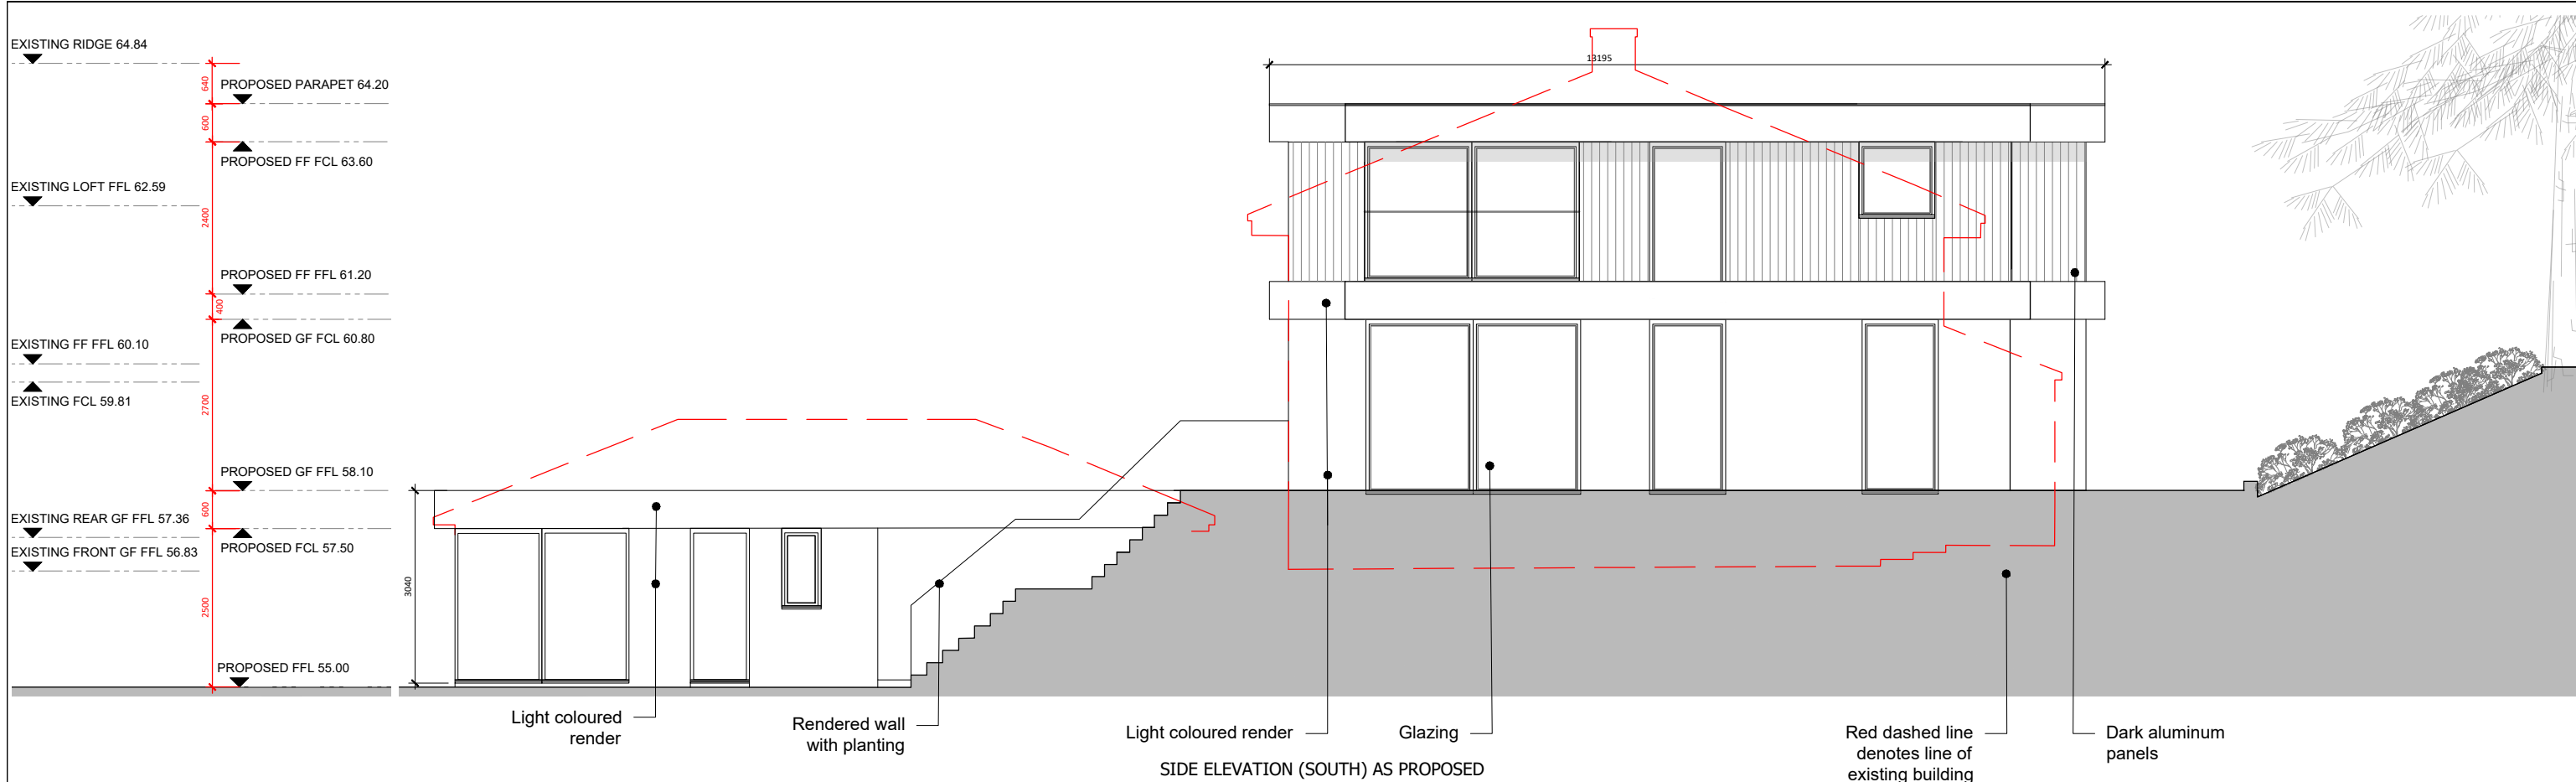 EXISTING RIDGE 64.84
640
PROPOSED PARAPET 64.20
600
PROPOSED FF FCL 63.60
EXISTING LOFT FFL 62.59
2400
PROPOSED FF FFL 61.20
400
PROPOSED GF FCL 60.80
EXISTING FF FFL 60.10
EXISTING FCL 59.81
2700
PROPOSED GF FFL 58.10
600
EXISTING REAR GF FFL 57.36
PROPOSED FCL 57.50
EXISTING FRONT GF FFL 56.83
2500
PROPOSED FFL 55.00
3040
13195
Light coloured
render
Rendered wall
with planting
Light coloured render
Glazing
Red dashed line
denotes line of
existing building
Dark aluminum
panels
SIDE ELEVATION (SOUTH) AS PROPOSED